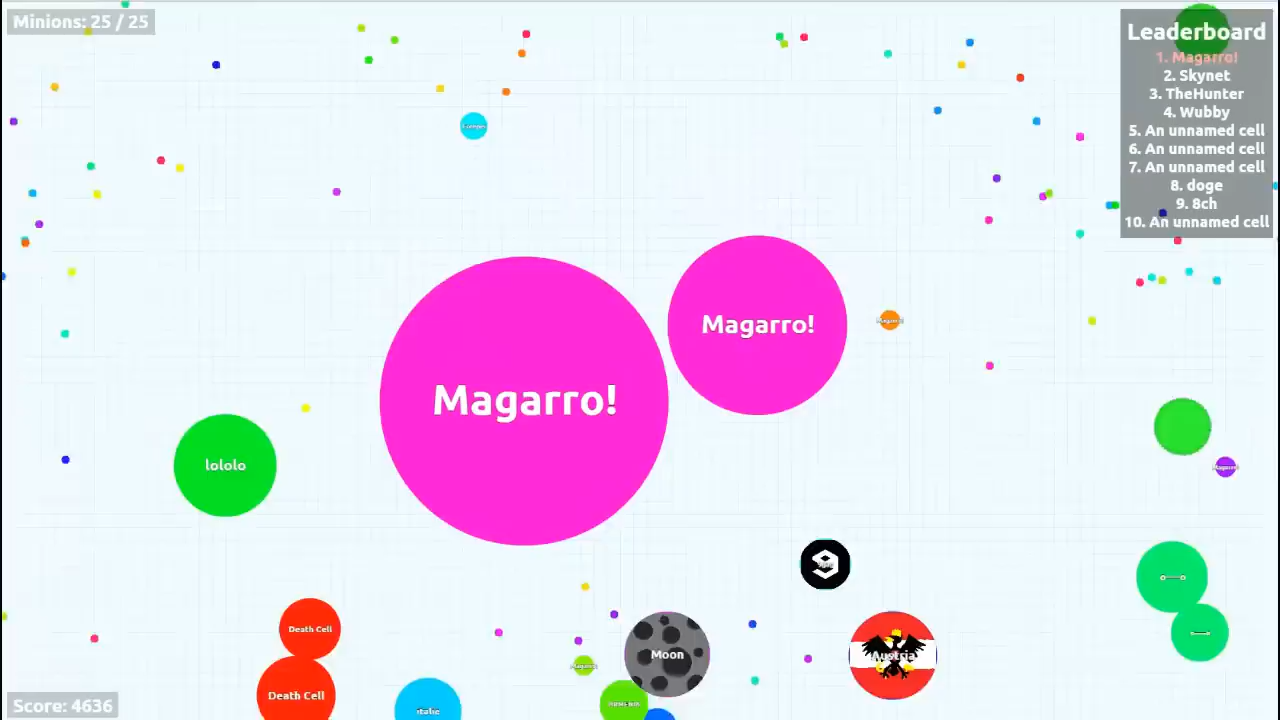 Minions: 25 / 25
Leaderboard
1. Magarro!
2. Skynet
3. TheHunter
4. Wubby
5. An unnamed cell
6. An unnamed cell
7. An unnamed cell
8. doge
9. 8ch
10. An unnamed cell
Magarro!
Magarro!
lololo
Death Cell
Moon
Austria
Death Cell
italic
Score: 4636